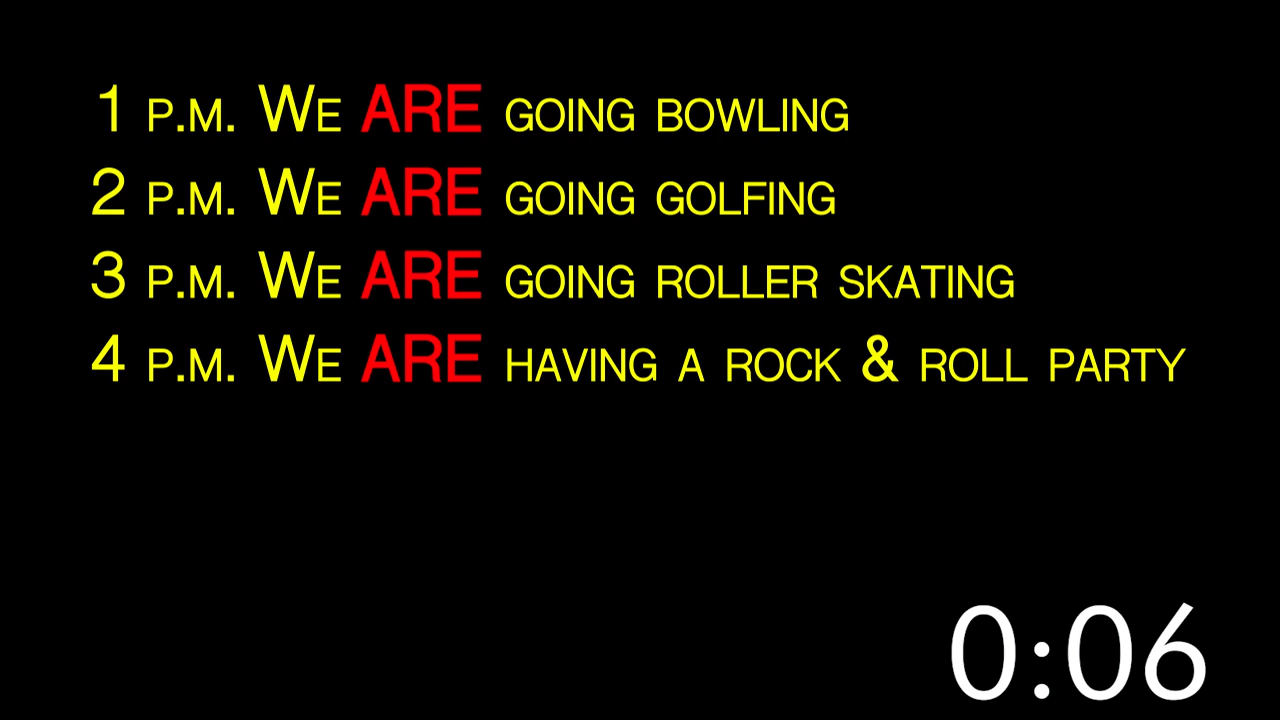 1 P.M. WE ARE GOING BOWLING
2 P.M. WE ARE GOING GOLFING
3 P.M. WE ARE GOING ROLLER SKATING
4 P.M. WE ARE HAVING A ROCK & ROLL PARTY
0:06